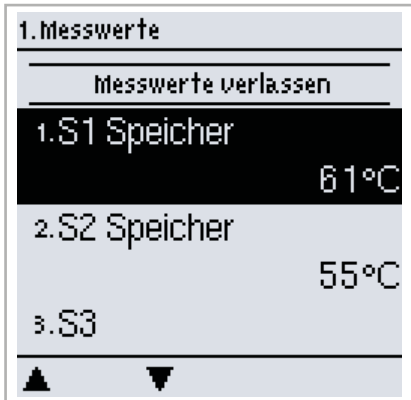 1.Messwerte
Messwerte verlassen
1.S1 Speicher
61°C
2.S2 Speicher
55°C
3.S3